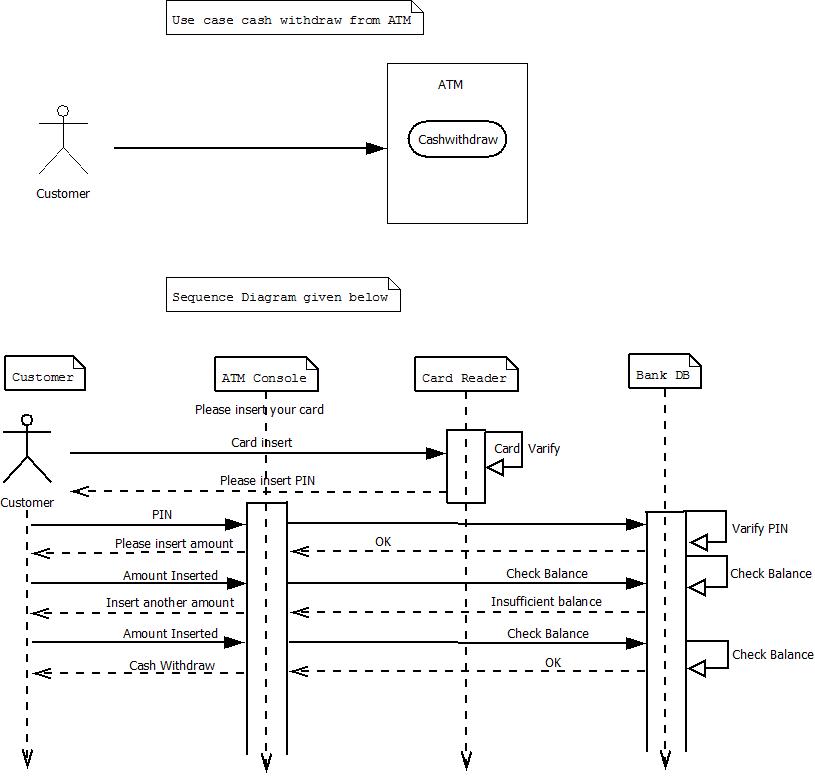 Use case cash withdraw from ATM
ATM
Cashwithdraw
Customer
Sequence Diagram given below
Customer
ATM Console
Card Reader
Bank DB
Please insert your card
Card insert
Card Varify
Please insert PIN
Customer
PIN
Varify PIN
Please insert amount
OK
Amount Inserted
Check Balance
Check Balance
Insert another amount
Insufficient balance
Amount Inserted
Check Balance
Check Balance
Cash Withdraw
OK